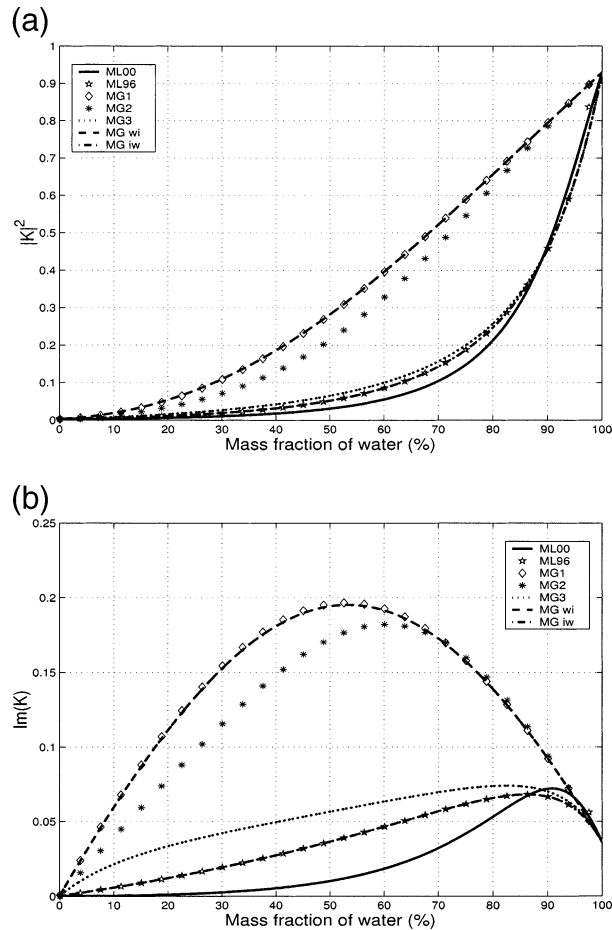 (a)
1
0.9
0.8
0.7
0.6
0.5
0.4
0.3
0.2
0.1
0
|K|²
ML00
ML96
MG1
MG2
MG3
MG wi
MG iw
0 10 20 30 40 50 60 70 80 90 100
Mass fraction of water (%)
(b)
0.25
0.2
0.15
0.1
0.05
0
Im(K)
ML00
ML96
MG1
MG2
MG3
MG wi
MG iw
0 10 20 30 40 50 60 70 80 90 100
Mass fraction of water (%)